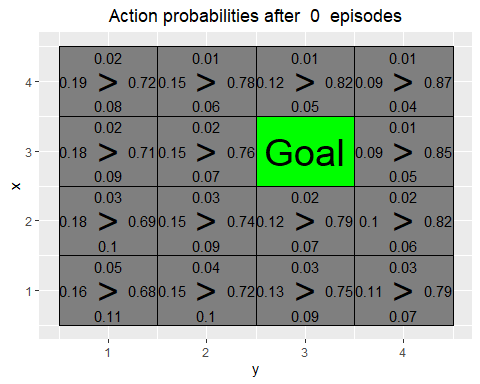 Action probabilities after 0 episodes
0.02 0.01 0.01 0.01
4 0.19 > 0.72 0.15 > 0.78 0.12 > 0.82 0.09 > 0.87
0.08 0.06 0.05 0.04
0.02 0.02 0.01
3 0.18 > 0.71 0.15 > 0.76 Goal 0.09 > 0.85
0.09 0.07 0.05
x
0.03 0.03 0.02 0.02
2 0.18 > 0.69 0.15 > 0.74 0.12 > 0.79 0.1 > 0.82
0.1 0.09 0.07 0.06
0.05 0.04 0.03 0.03
1 0.16 > 0.68 0.15 > 0.72 0.13 > 0.75 0.11 > 0.79
0.11 0.1 0.09 0.07
1 2 3 4
y